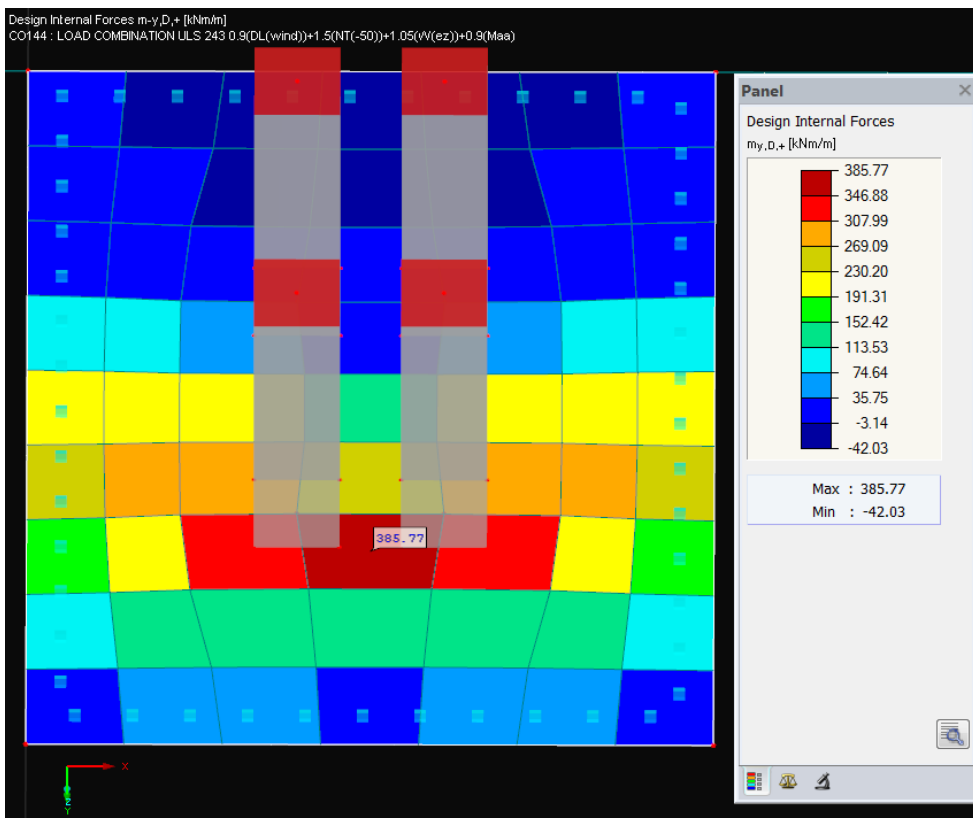 Design Internal Forces m-y,D,+ [kNm/m]
CO144 : LOAD COMBINATION ULS 243 0.9(DL(wind))+1.5(NT(-50))+1.05(W(ez))+0.9(Maa)
Panel
Design Internal Forces
my,D,+ [kNm/m]
385.77
346.88
307.99
269.09
230.20
191.31
152.42
113.53
74.64
35.75
-3.14
-42.03
Max : 385.77
Min : -42.03
385.77
X
Z
Y